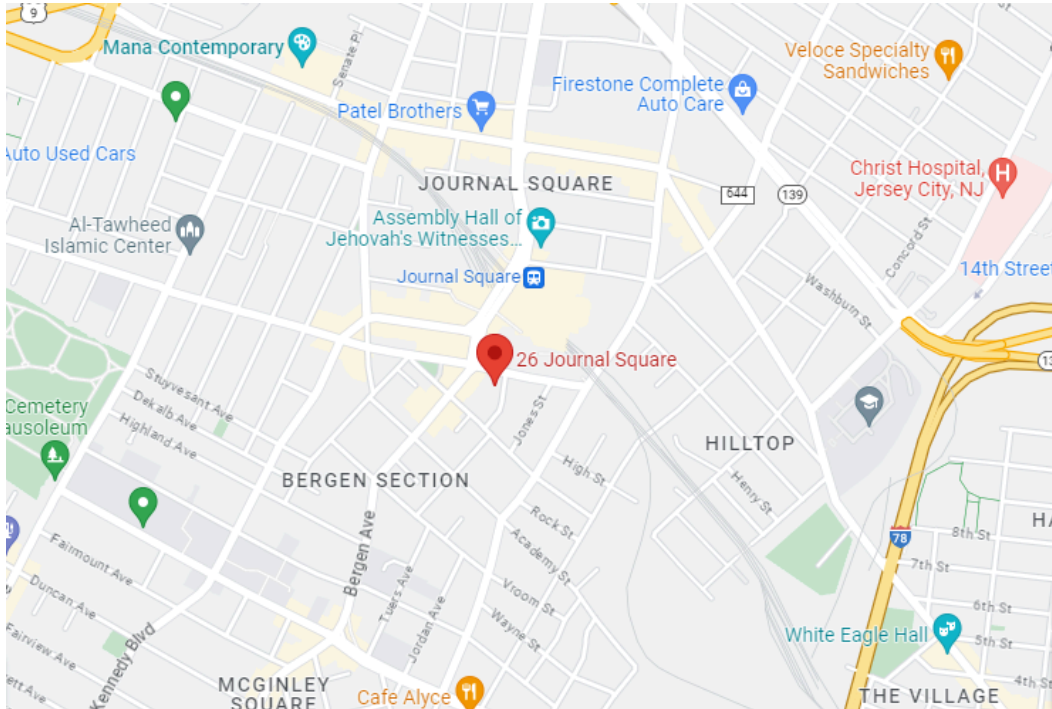 9
Mana Contemporary
Senate Pl
Veloce Specialty
Sandwiches
Firestone Complete
Auto Care
Patel Brothers
Auto Used Cars
JOURNAL SQUARE
644
139
Christ Hospital,
Jersey City, NJ
Al-Tawheed
Islamic Center
Assembly Hall of
Jehovah's Witnesses...
Concord St
Journal Square
14th Street
Washburn St
26 Journal Square
13
Stuyvesant Ave
Dekalb Ave
Highland Ave
Cemetery
ausoleum
Jones St
HILLTOP
BERGEN SECTION
High St
Henry St
Rock St
Academy St
78
8th St
HA
7th St
Bergen Ave
Fairmount Ave
Tuers Ave
Vroom St
6th St
Duncan Ave
Jordan Ave
Wayne St
White Eagle Hall
5th St
Fairview Ave
Kennedy Blvd
4th St
ett Ave
MCGINLEY
SQUARE
Cafe Alyce
THE VILLAGE